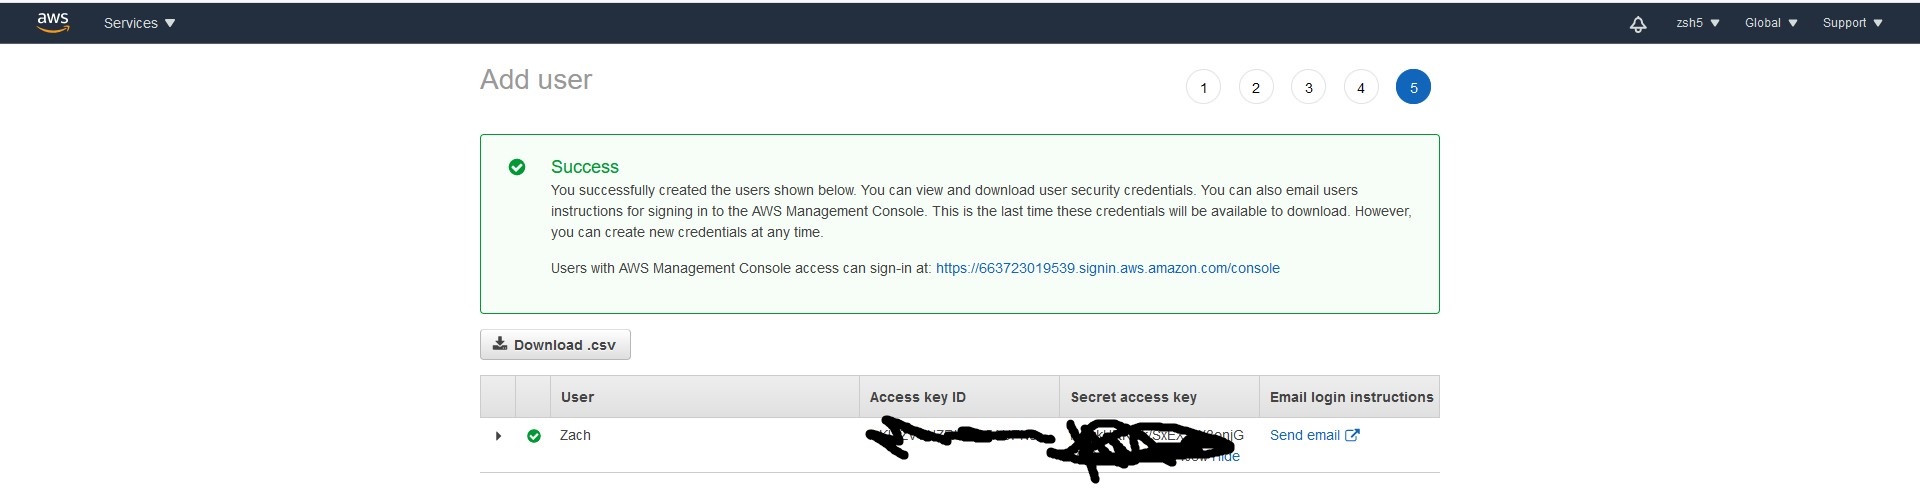 aws Services zsh5 Global Support
Add user 1 2 3 4 5
Success
You successfully created the users shown below. You can view and download user security credentials. You can also email users
instructions for signing in to the AWS Management Console. This is the last time these credentials will be available to download. However,
you can create new credentials at any time.
Users with AWS Management Console access can sign-in at: https://663723019539.signin.aws.amazon.com/console
Download .csv
User Access key ID Secret access key Email login instructions
Zach Send email